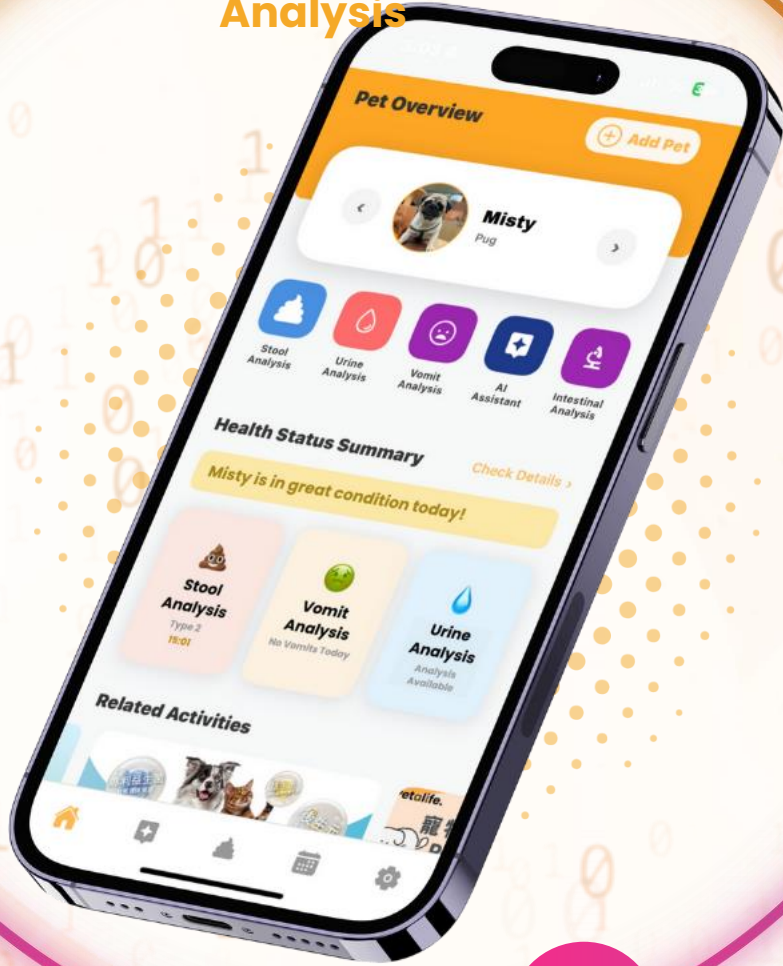 Analysis
Pet Overview
Add Pet
Misty
Pug
Stool
Analysis
Urine
Analysis
Vomit
Analysis
AI
Assistant
Intestinal
Analysis
Health Status Summary
Check Details
Misty is in great condition today!
Stool
Analysis
Type 2
15:01
Vomit
Analysis
No Vomits Today
Urine
Analysis
Analysis
Available
Related Activities
etalife.